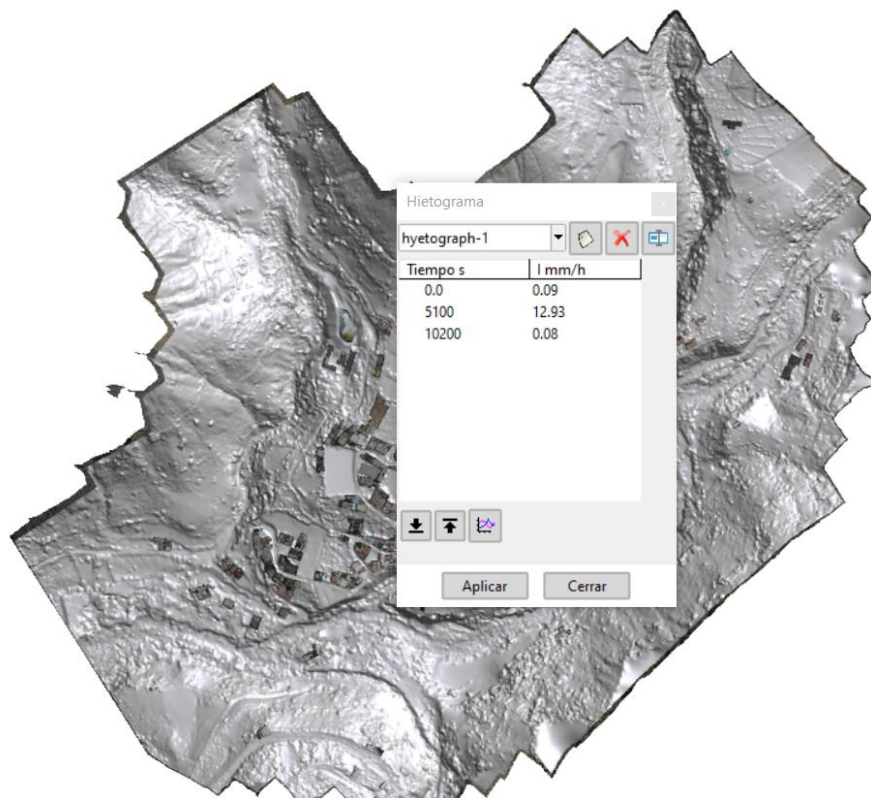 Hietograma
hyetograph-1
Tiempo s I mm/h
0.0 0.09
5100 12.93
10200 0.08
Aplicar Cerrar